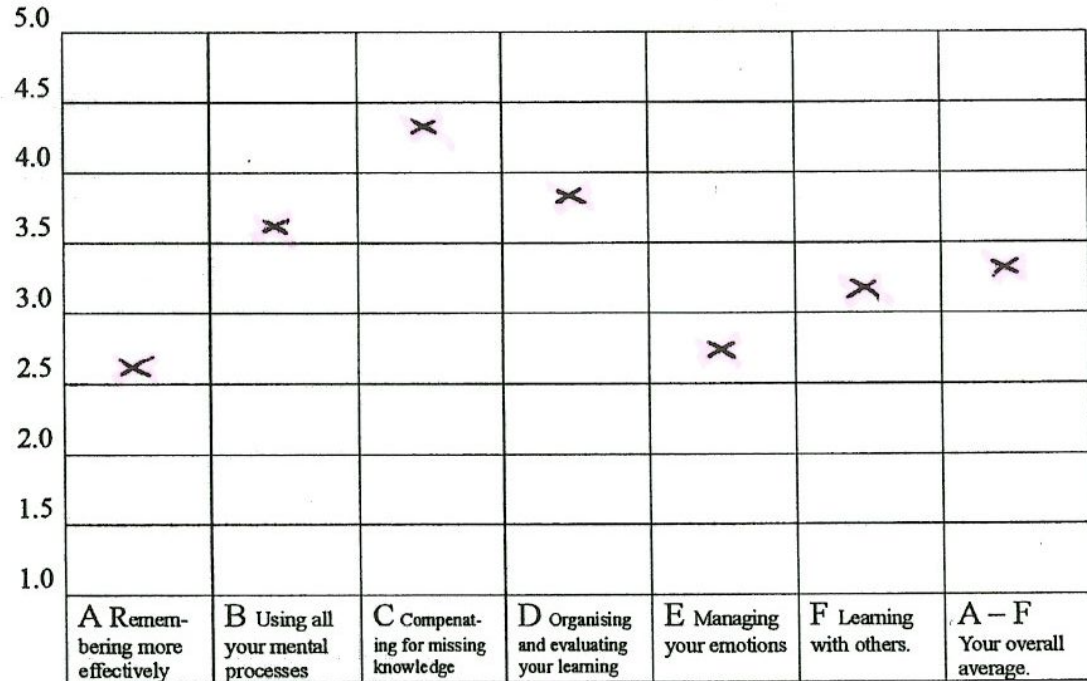 5.0
4.5
4.0
3.5
3.0
2.5
2.0
1.5
1.0
A Remem-
bering more
effectively
B Using all
your mental
processes
C Compenat-
ing for missing
knowledge
D Organising
and evaluating
your learning
E Managing
your emotions
F Learning
with others.
A – F
Your overall
average.